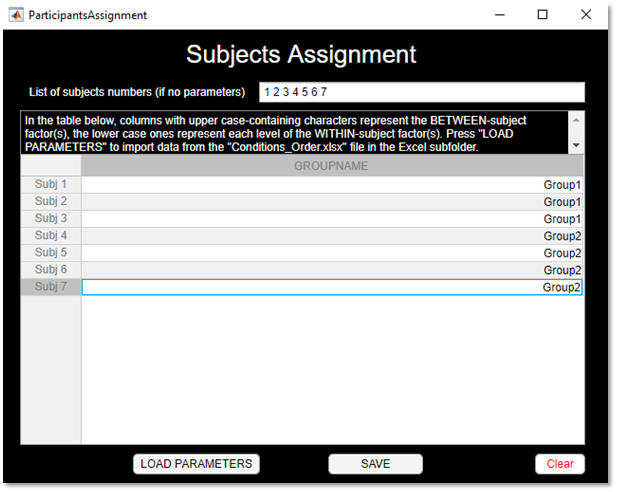 ParticipantsAssignment
Subjects Assignment
List of subjects numbers (if no parameters) 1 2 3 4 5 6 7
In the table below, columns with upper case-containing characters represent the BETWEEN-subject
factor(s), the lower case ones represent each level of the WITHIN-subject factor(s). Press "LOAD
PARAMETERS" to import data from the "Conditions_Order.xlsx" file in the Excel subfolder.
GROUPNAME
Subj 1 Group1
Subj 2 Group1
Subj 3 Group1
Subj 4 Group2
Subj 5 Group2
Subj 6 Group2
Subj 7 Group2
LOAD PARAMETERS SAVE Clear